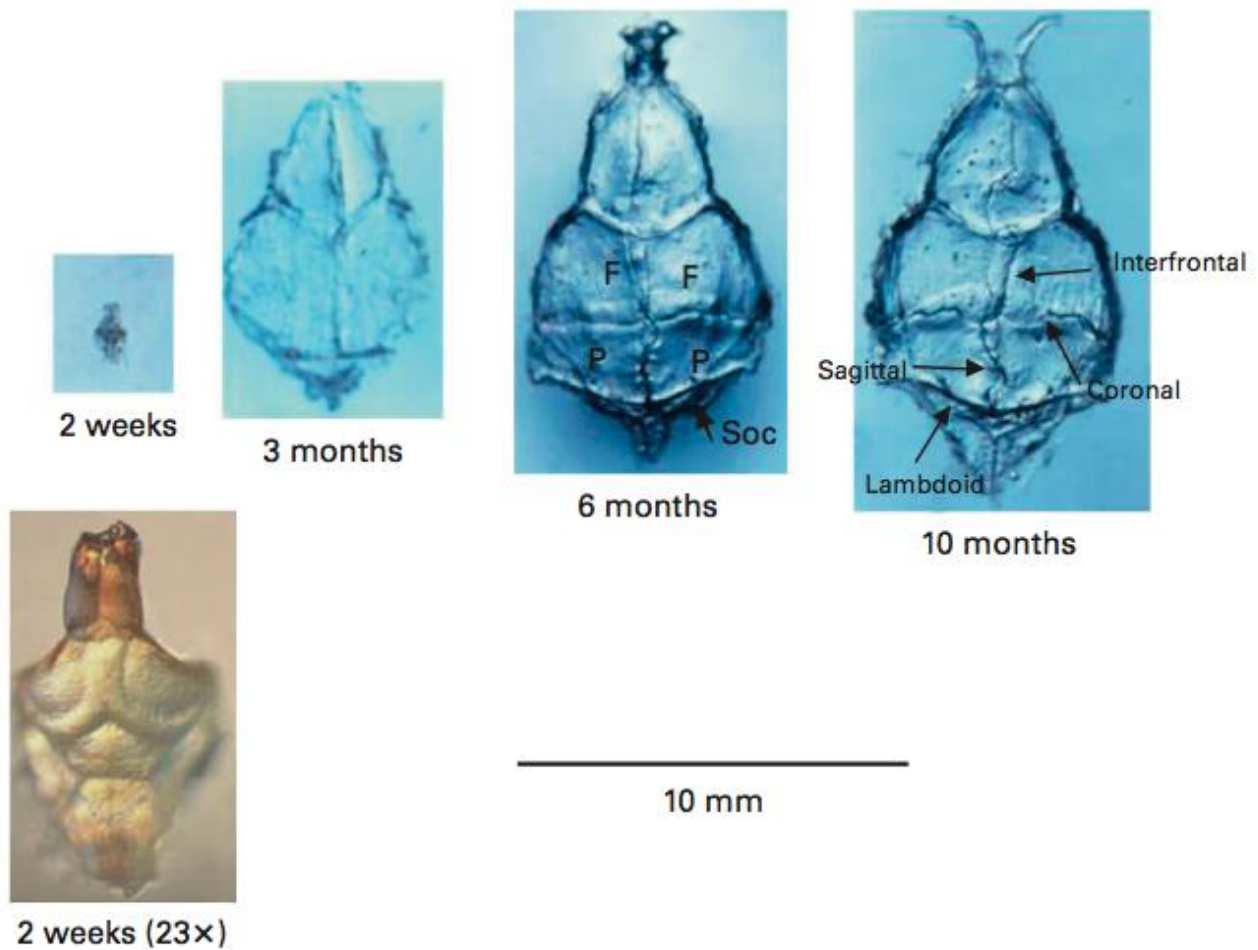 F
F
Interfrontal
P
P
Sagittal
Coronal
Soc
2 weeks
3 months
Lambdoid
6 months
10 months
10 mm
2 weeks (23×)